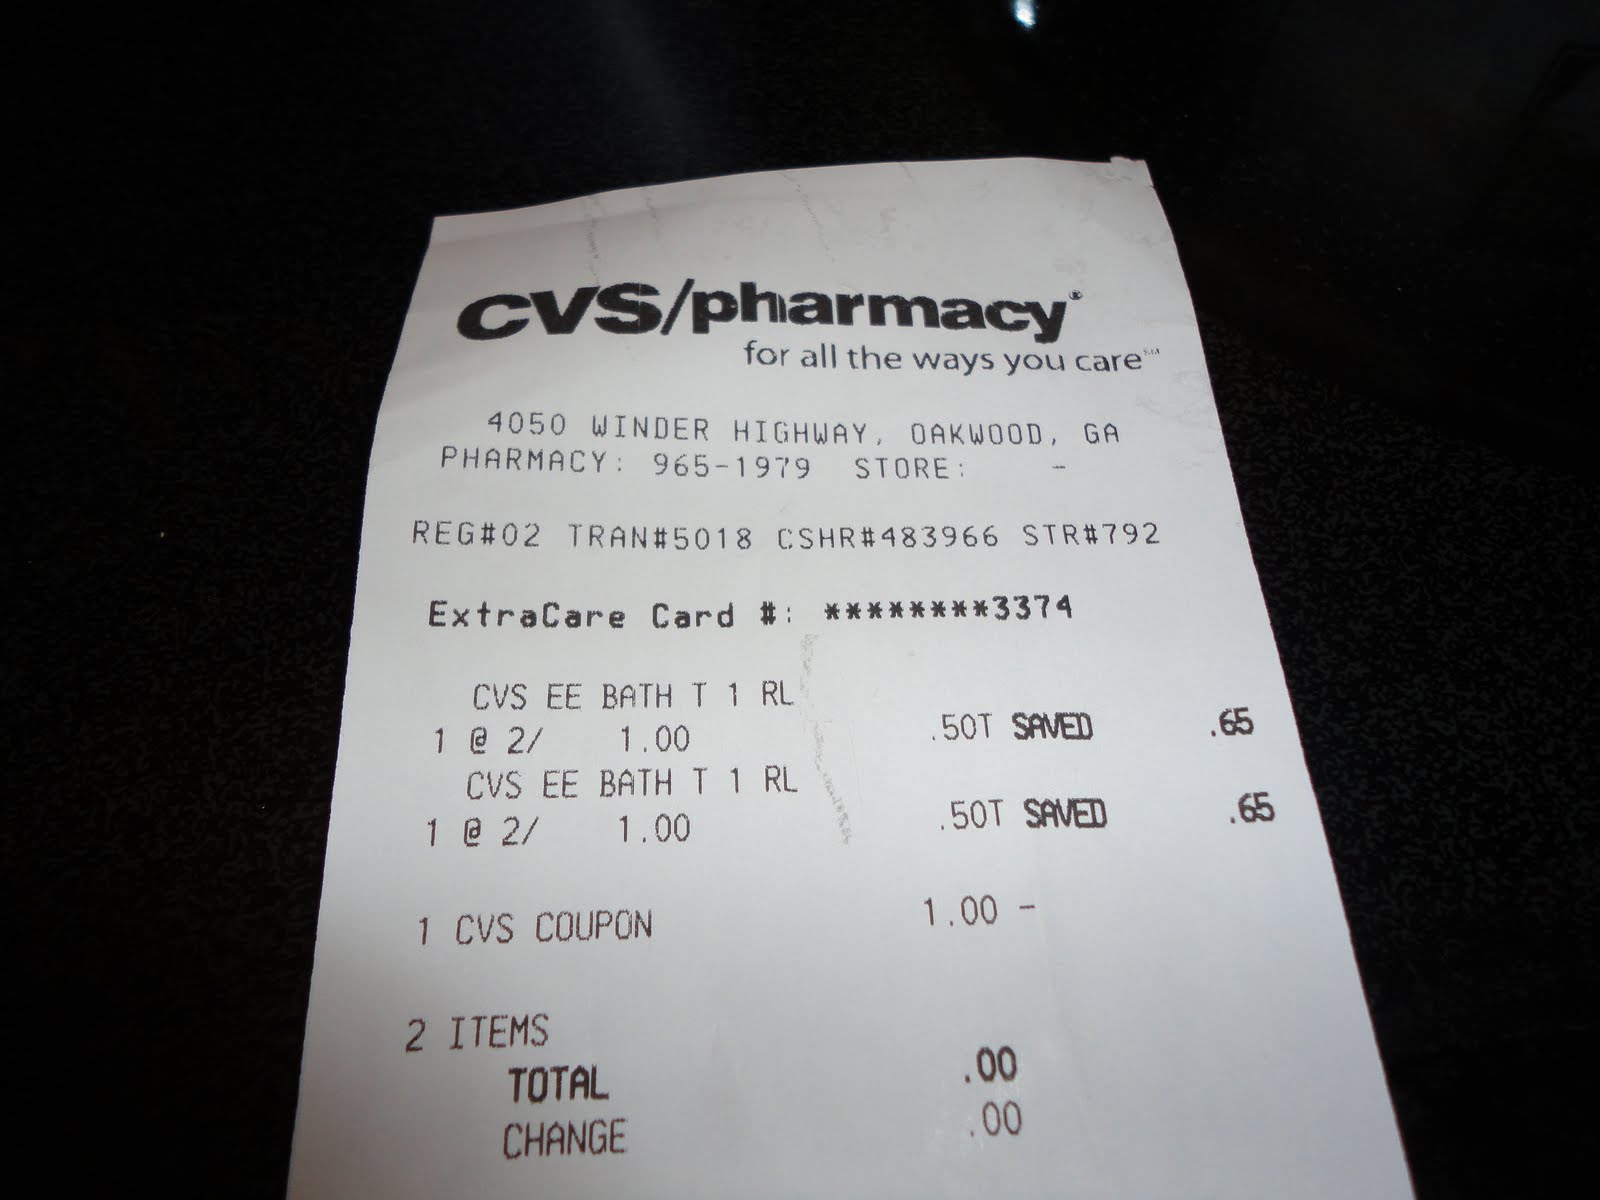 CVS/pharmacy®
for all the ways you care℠
4050 WINDER HIGHWAY, OAKWOOD, GA
PHARMACY: 965-1979 STORE: -
REG#02 TRAN#5018 CSHR#483966 STR#792
ExtraCare Card #: ********3374
CVS EE BATH T 1 RL
1 @ 2/ 1.00 .50T SAVED .65
CVS EE BATH T 1 RL
1 @ 2/ 1.00 .50T SAVED .65
1 CVS COUPON 1.00 -
2 ITEMS
TOTAL .00
CHANGE .00